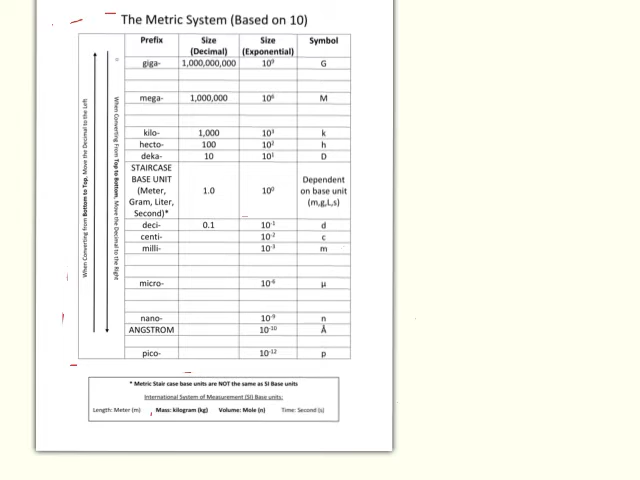 The Metric System (Based on 10)
When Converting from Bottom to Top, Move the Decimal to the Left
When Converting From Top to Bottom, Move the Decimal to the Right
Prefix Size (Decimal) Size (Exponential) Symbol
giga- 1,000,000,000 10⁹ G
mega- 1,000,000 10⁶ M
kilo- 1,000 10³ k
hecto- 100 10² h
deka- 10 10¹ D
STAIRCASE
BASE UNIT Dependent
(Meter, 1.0 10⁰ on base unit
Gram, Liter, (m,g,L,s)
Second)*
deci- 0.1 10⁻¹ d
centi- 10⁻² c
milli- 10⁻³ m
micro- 10⁻⁶ μ
nano- 10⁻⁹ n
ANGSTROM 10⁻¹⁰ Å
pico- 10⁻¹² p
* Metric Stair case base units are NOT the same as SI Base units
International System of Measurement (SI) Base units:
Length: Meter (m) Mass: kilogram (kg) Volume: Mole (n) Time: Second (s)